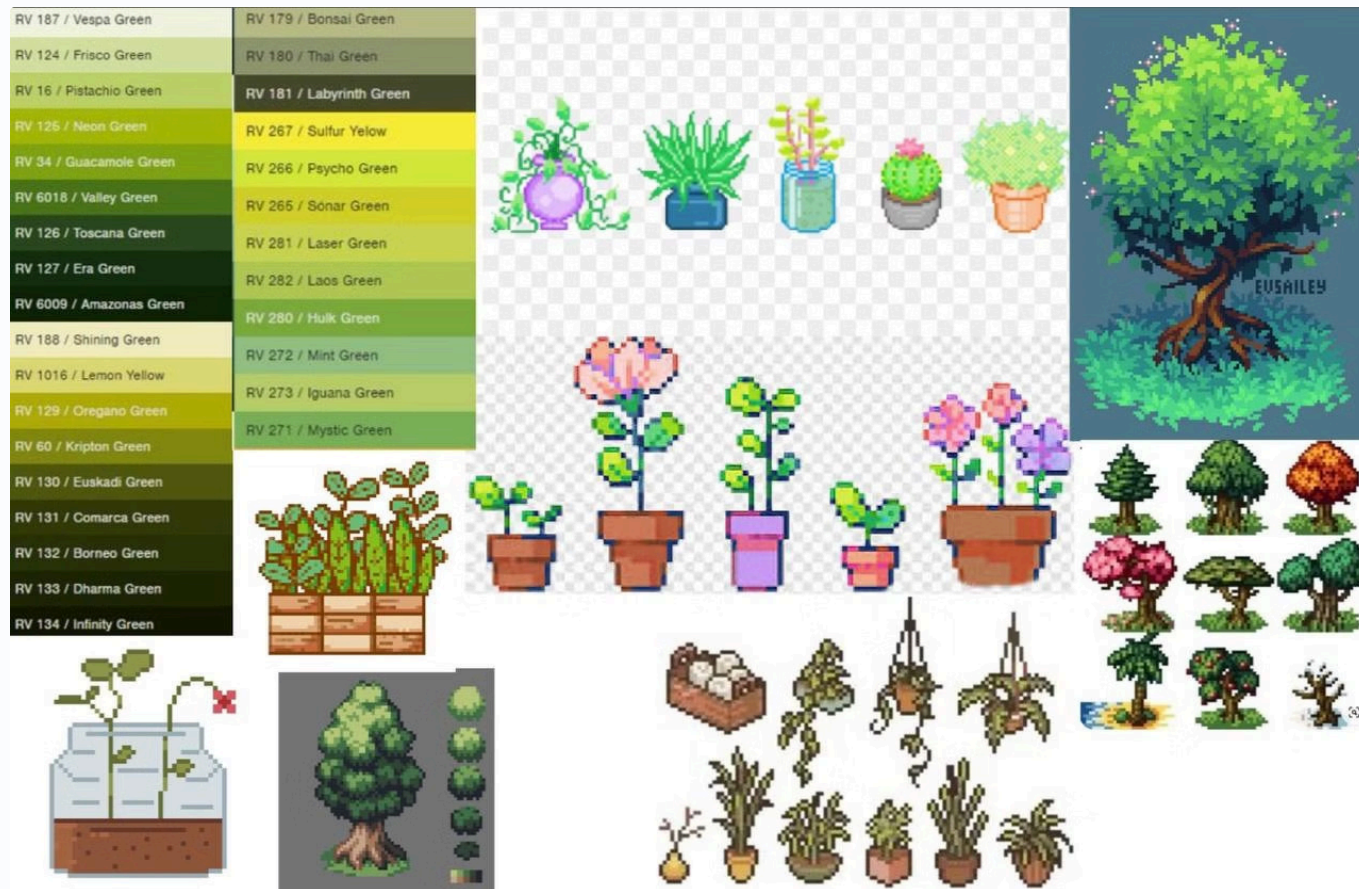 RV 187 / Vespa Green
RV 124 / Frisco Green
RV 16 / Pistachio Green
RV 125 / Neon Green
RV 34 / Guacamole Green
RV 6018 / Valley Green
RV 126 / Toscana Green
RV 127 / Era Green
RV 6009 / Amazonas Green
RV 188 / Shining Green
RV 1016 / Lemon Yellow
RV 129 / Oregano Green
RV 60 / Kripton Green
RV 130 / Euskadi Green
RV 131 / Comarca Green
RV 132 / Borneo Green
RV 133 / Dharma Green
RV 134 / Infinity Green
RV 179 / Bonsai Green
RV 180 / Thai Green
RV 181 / Labyrinth Green
RV 267 / Sulfur Yelow
RV 266 / Psycho Green
RV 265 / Sónar Green
RV 281 / Laser Green
RV 282 / Laos Green
RV 280 / Hulk Green
RV 272 / Mint Green
RV 273 / Iguana Green
RV 271 / Mystic Green
EVSAILEY